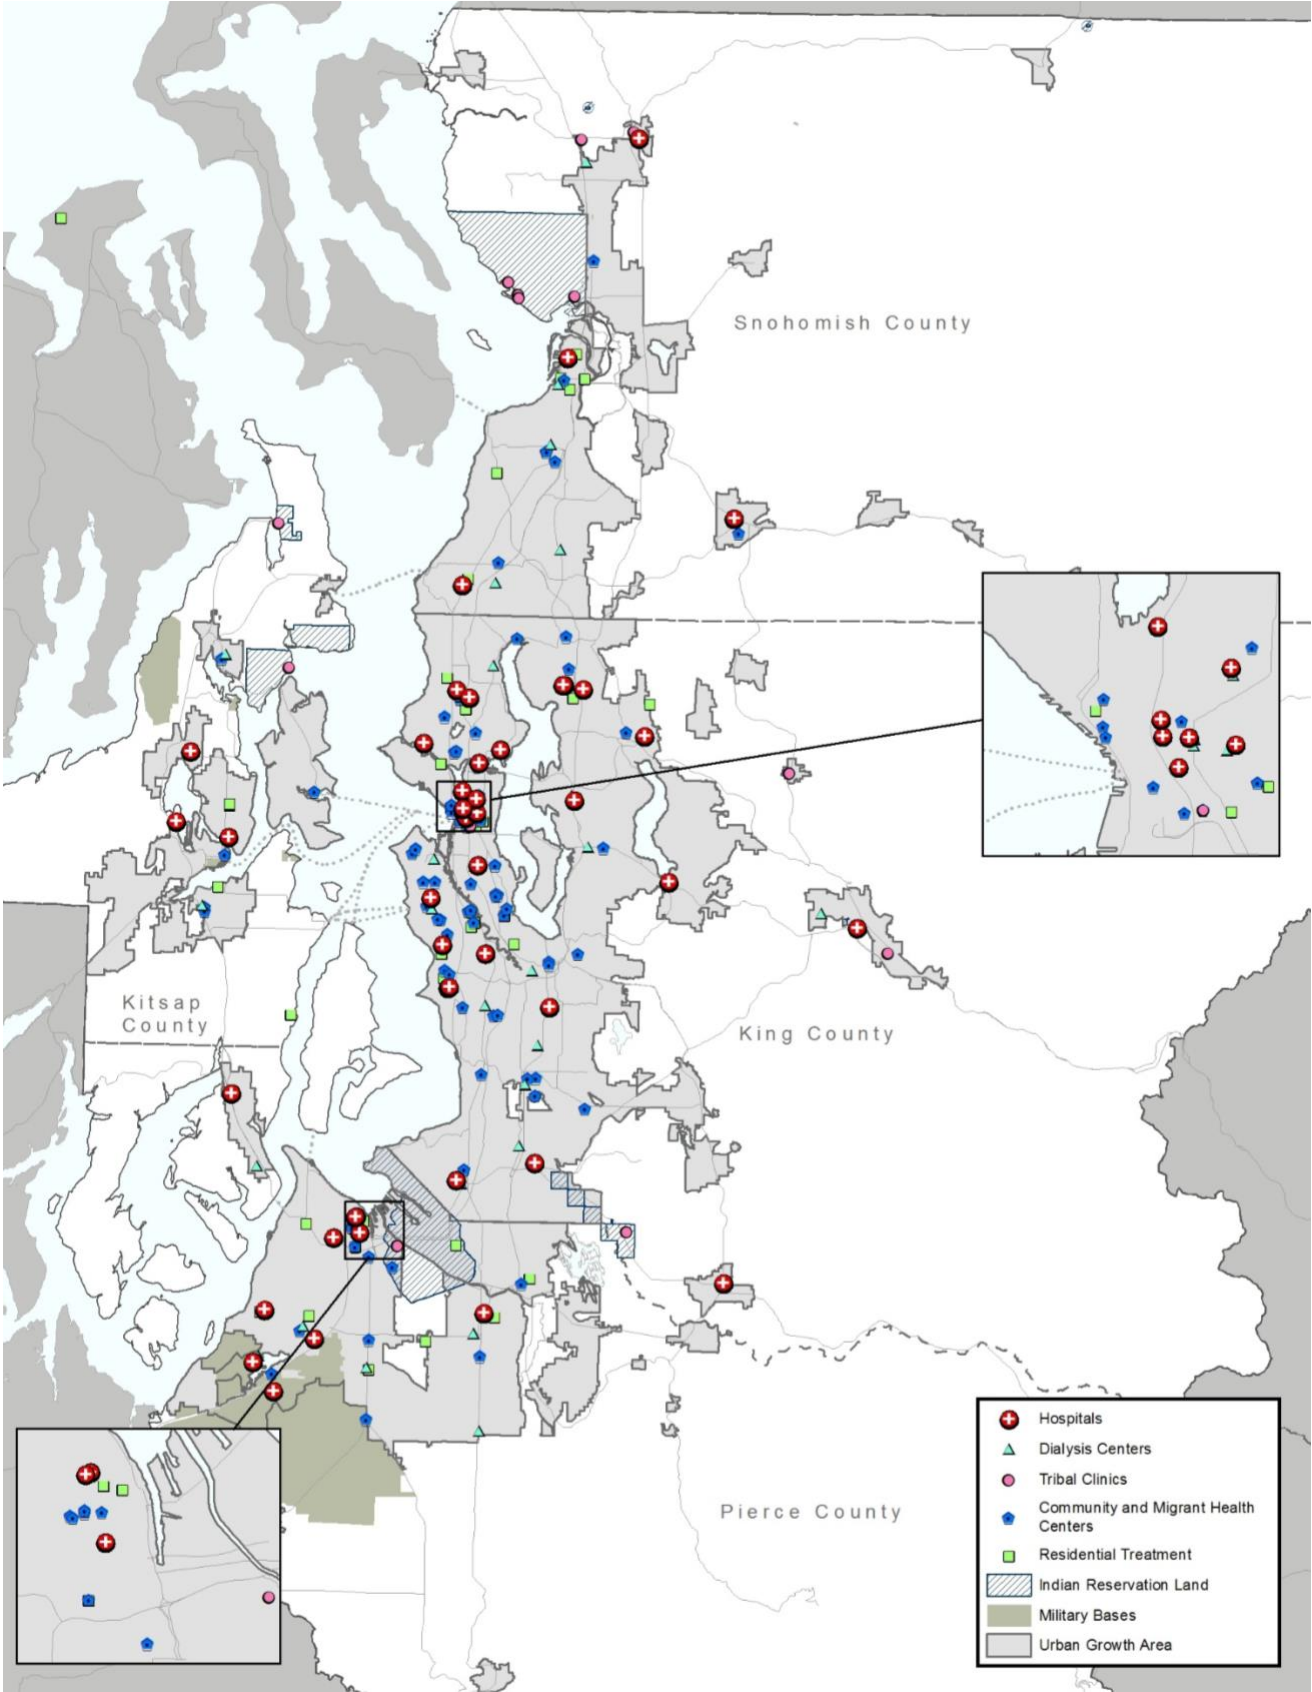 Snohomish County
Kitsap
County
King County
Pierce County
Hospitals
Dialysis Centers
Tribal Clinics
Community and Migrant Health
Centers
Residential Treatment
Indian Reservation Land
Military Bases
Urban Growth Area